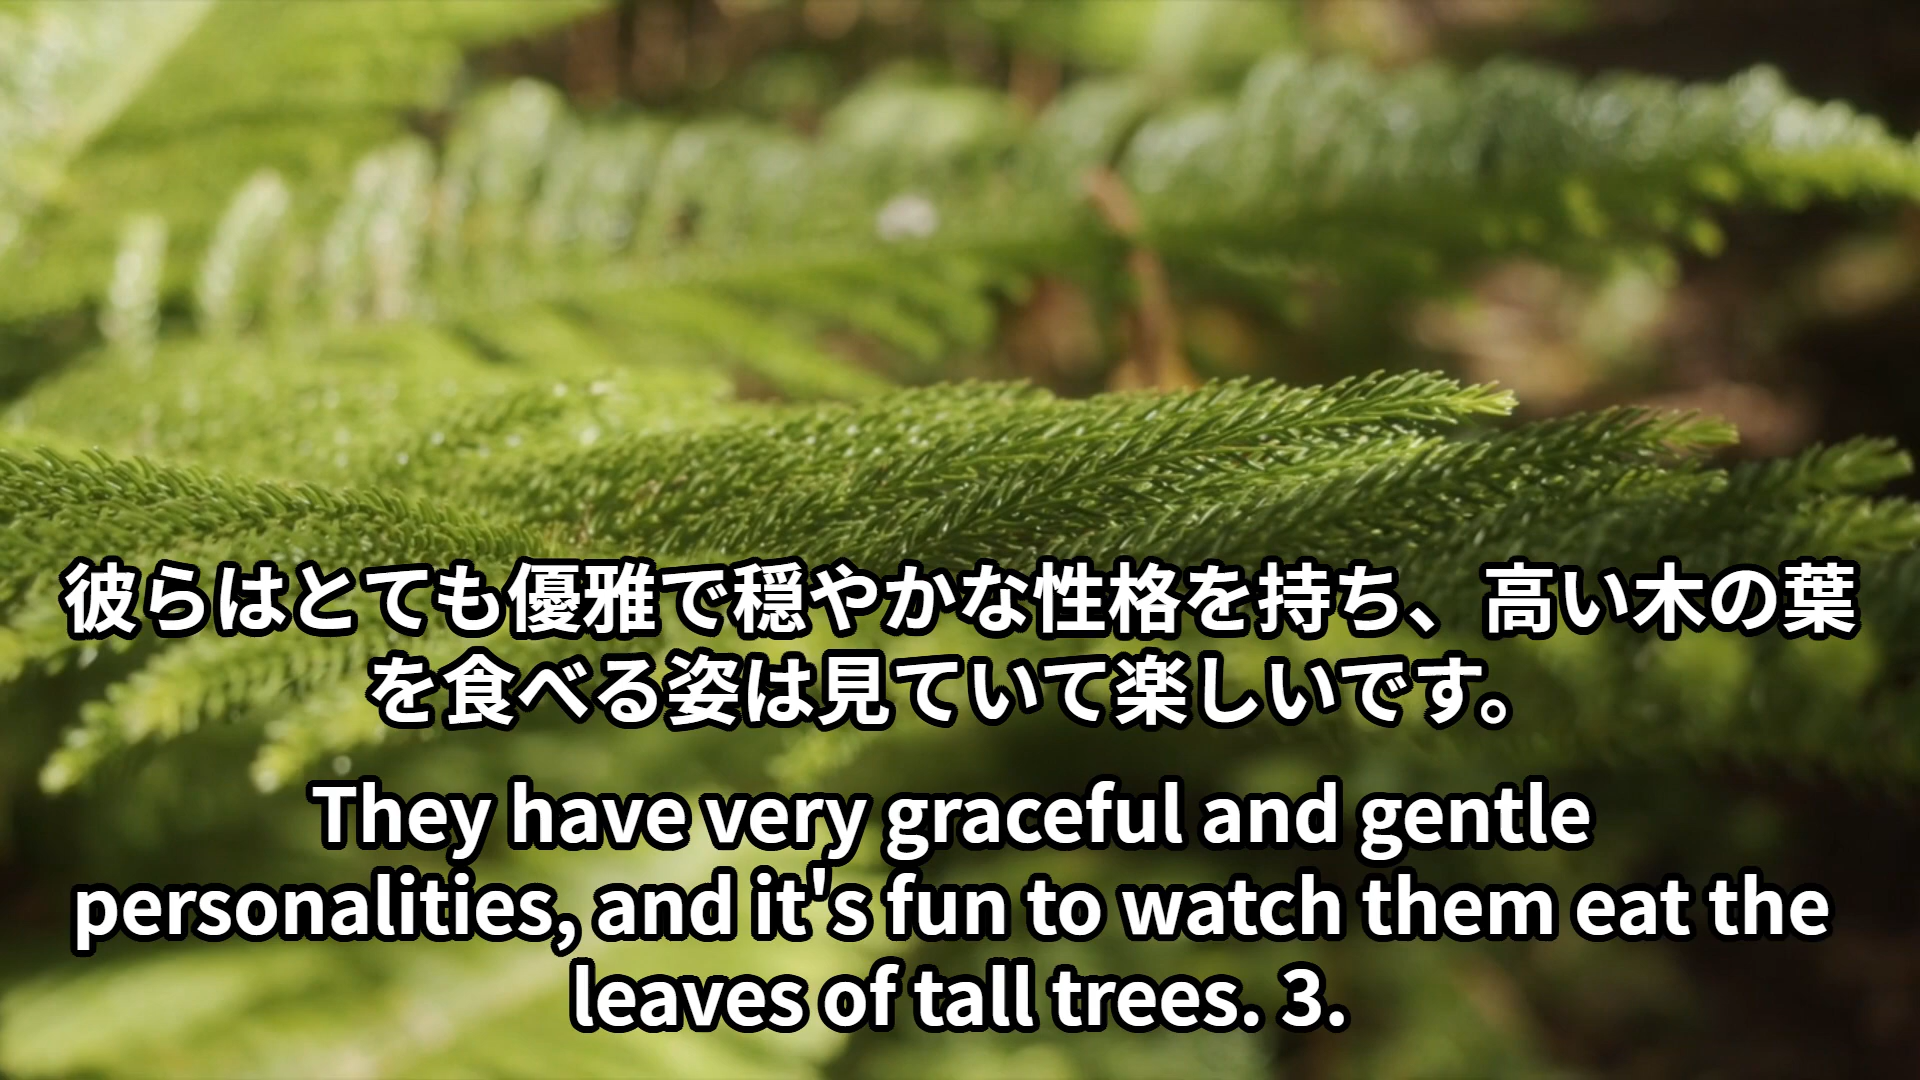 彼らはとても優雅で穏やかな性格を持ち、高い木の葉
を食べる姿は見ていて楽しいです。
They have very graceful and gentle
personalities, and it's fun to watch them eat the
leaves of tall trees. 3.